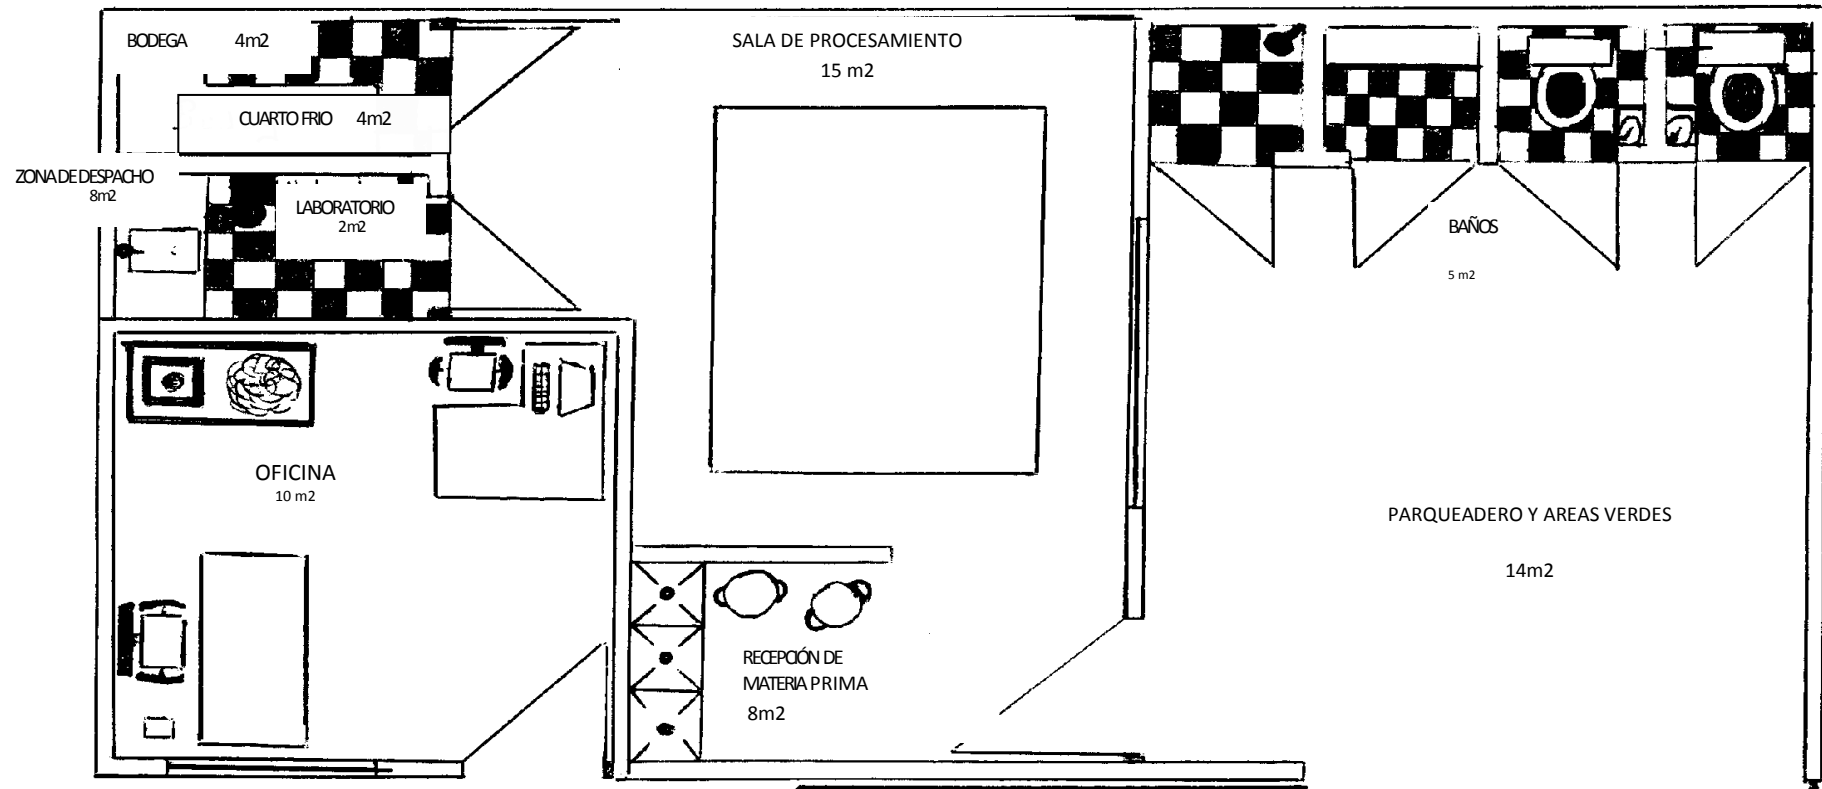 BODEGA 4m2
SALA DE PROCESAMIENTO
15 m2
CUARTO FRIO 4m2
ZONA DE DESPACHO
8m2
LABORATORIO
2m2
BAÑOS
5 m2
OFICINA
10 m2
PARQUEADERO Y AREAS VERDES
14m2
RECEPCIÓN DE
MATERIA PRIMA
8m2